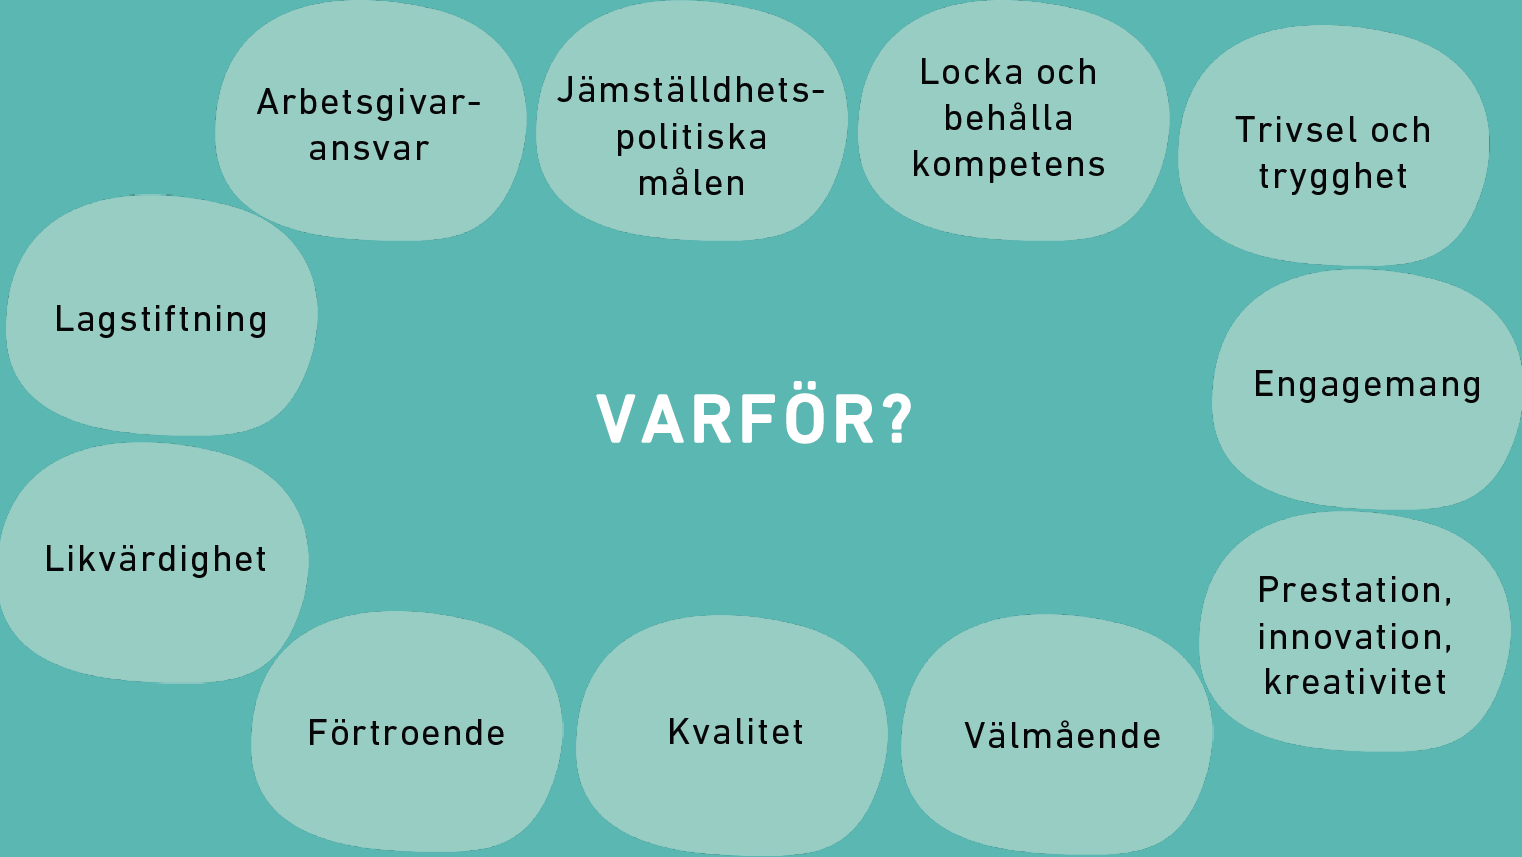 Arbetsgivar-
ansvar
Jämställdhets-
politiska
målen
Locka och
behålla
kompetens
Trivsel och
trygghet
Lagstiftning
Engagemang
VARFÖR?
Likvärdighet
Prestation,
innovation,
kreativitet
Förtroende
Kvalitet
Välmående